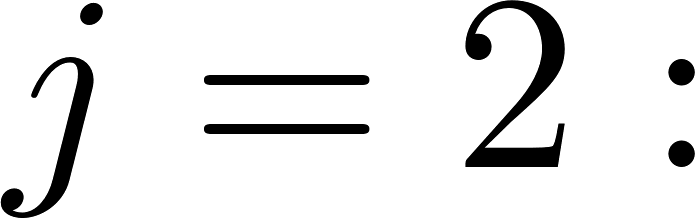 j = 2 :